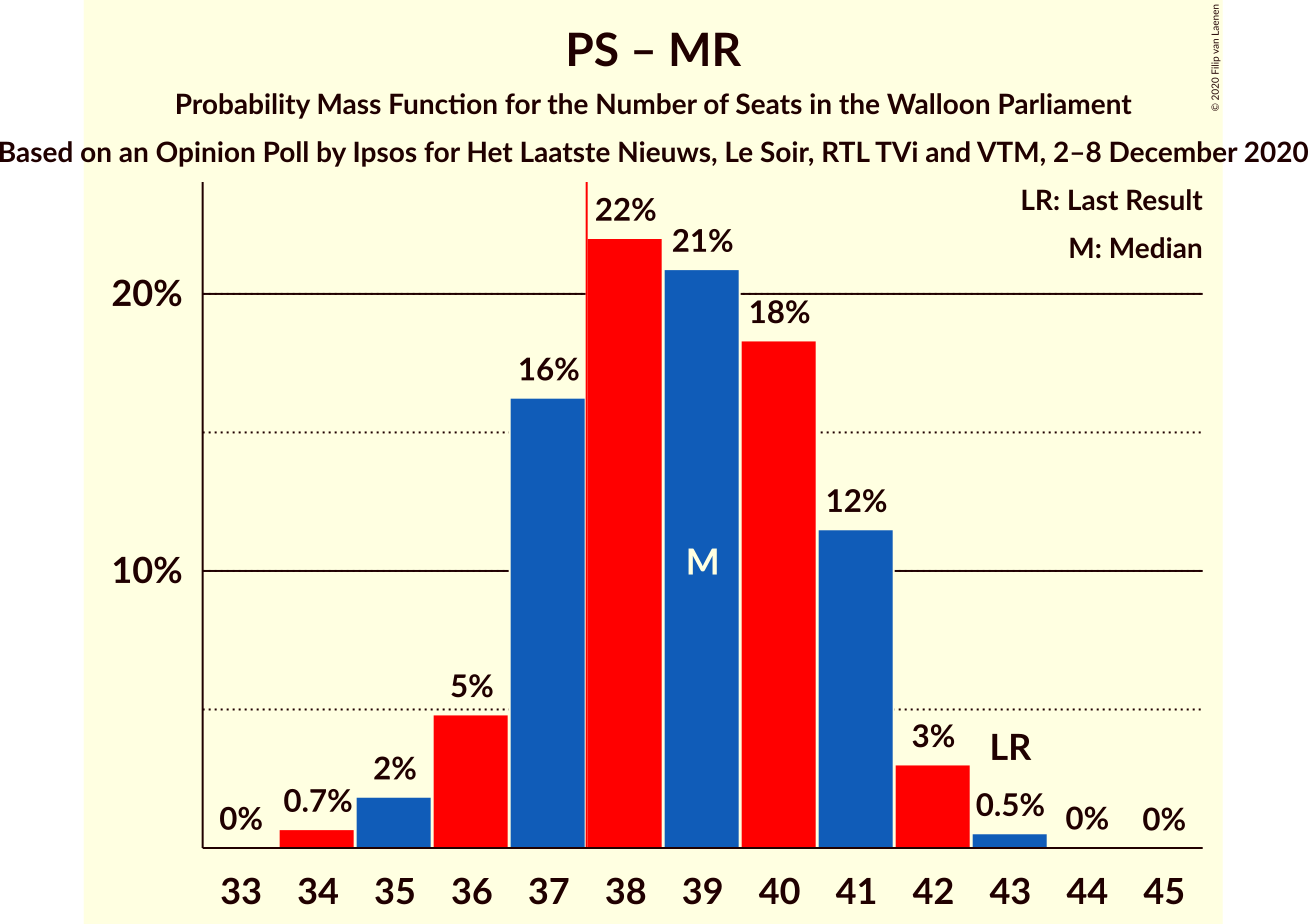 PS – MR
Probability Mass Function for the Number of Seats in the Walloon Parliament
Based on an Opinion Poll by Ipsos for Het Laatste Nieuws, Le Soir, RTL TVi and VTM, 2–8 December 2020
© 2020 Filip van Laenen
LR: Last Result
M: Median
20%
10%
0%
0.7%
2%
5%
16%
22%
21%
18%
12%
3%
0.5%
0%
0%
M
LR
33 34 35 36 37 38 39 40 41 42 43 44 45